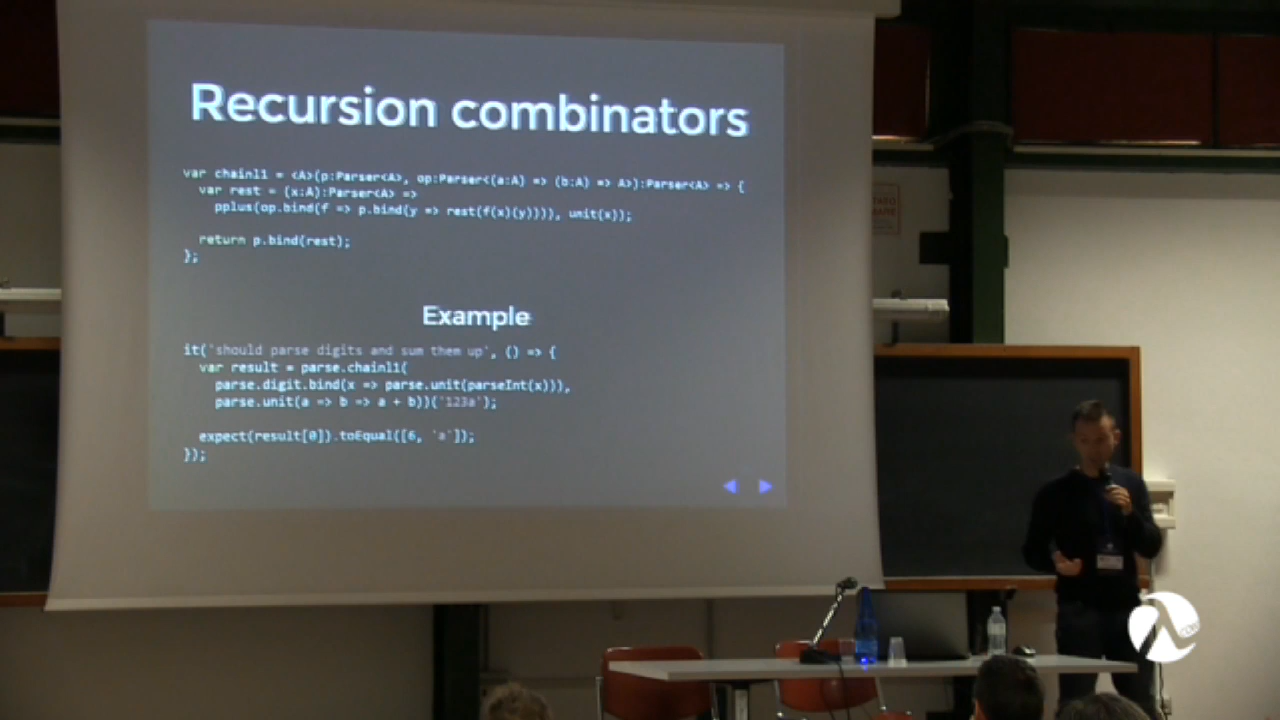 Recursion combinators
var chainl1 = <A>(p:Parser<A>, op:Parser<(a:A) => (b:A) => A>):Parser<A> => {
var rest = (x:A):Parser<A> =>
pplus(op.bind(f => p.bind(y => rest(f(x)(y)))), unit(x));
return p.bind(rest);
};
Example
it('should parse digits and sum them up', () => {
var result = parse.chainl1(
parse.digit.bind(x => parse.unit(parseInt(x))),
parse.unit(a => b => a + b))('123a');
expect(result[0]).toEqual([6, 'a']);
});